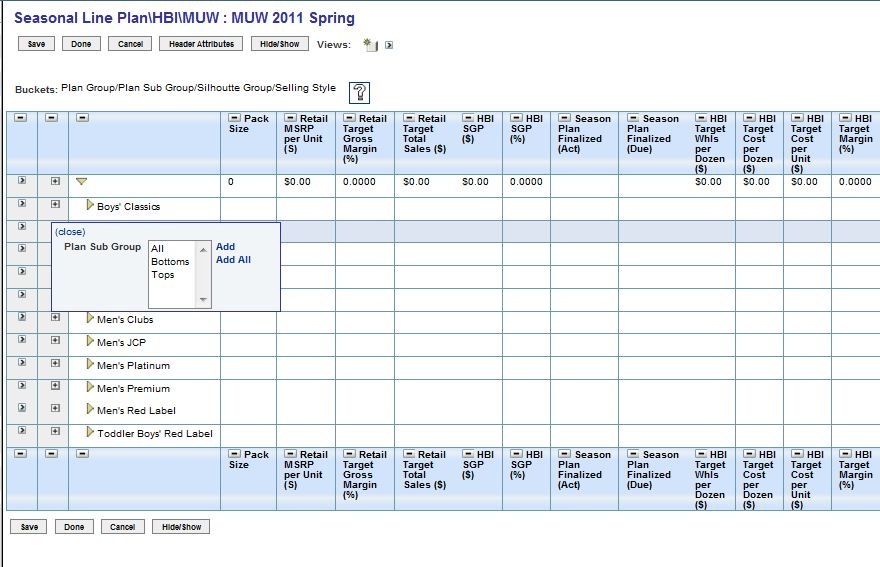 Seasonal Line Plan\HBI\MUW : MUW 2011 Spring
Save Done Cancel Header Attributes Hide/Show Views:
Buckets: Plan Group/Plan Sub Group/Silhoutte Group/Selling Style ?
Pack Size
Retail MSRP per Unit (S)
Retail Target Gross Margin (%)
Retail Target Total Sales ($)
HBI SGP ($)
HBI SGP (%)
Season Plan Finalized (Act)
Season Plan Finalized (Due)
HBI Target Whls per Dozen ($)
HBI Target Cost per Dozen ($)
HBI Target Cost per Unit ($)
HBI Target Margin (%)
0 $0.00 0.0000 $0.00 $0.00 0.0000 $0.00 $0.00 $0.00 0.0000
Boys' Classics
(close)
Plan Sub Group
All
Bottoms
Tops
Add
Add All
Men's Clubs
Men's JCP
Men's Platinum
Men's Premium
Men's Red Label
Toddler Boys' Red Label
Pack Size
Retail MSRP per Unit (S)
Retail Target Gross Margin (%)
Retail Target Total Sales ($)
HBI SGP ($)
HBI SGP (%)
Season Plan Finalized (Act)
Season Plan Finalized (Due)
HBI Target Whls per Dozen ($)
HBI Target Cost per Dozen ($)
HBI Target Cost per Unit ($)
HBI Target Margin (%)
Save Done Cancel Hide/Show